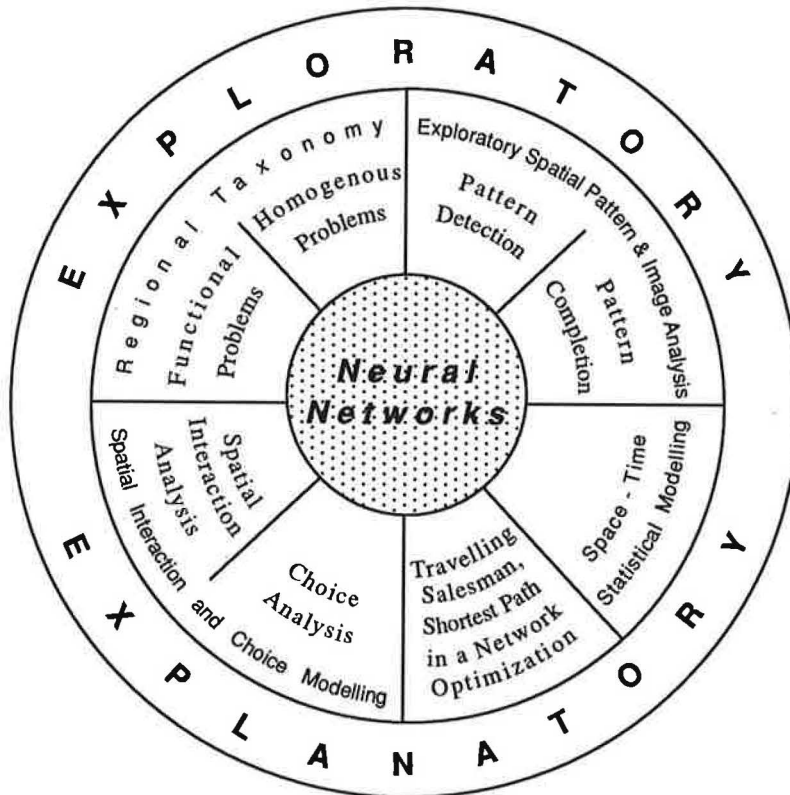 EXPLORATORY
Regional Taxonomy
Homogenous
Problems
Functional
Problems
Exploratory Spatial Pattern & Image Analysis
Pattern
Detection
Pattern
Completion
Neural
Networks
Spatial
Interaction
Analysis
Spatial Interaction and Choice Modelling
Choice
Analysis
Travelling
Salesman,
Shortest Path
in a Network
Optimization
Space - Time
Statistical Modelling
EXPLANATORY